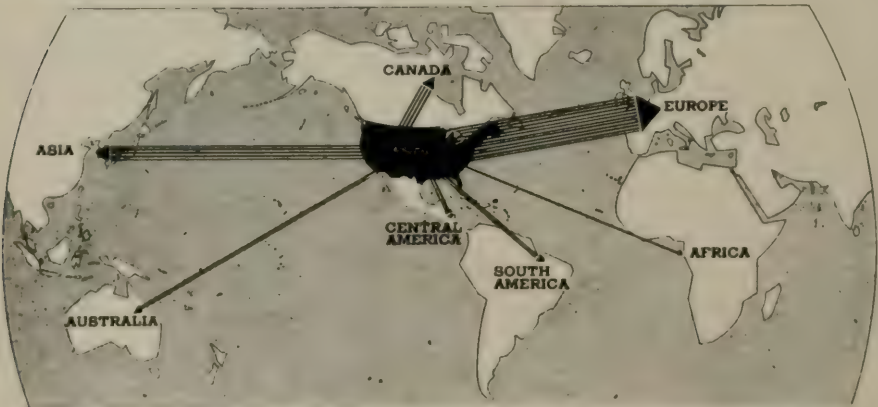 CANADA
EUROPE
ASIA
CENTRAL
AMERICA
SOUTH
AMERICA
AFRICA
AUSTRALIA